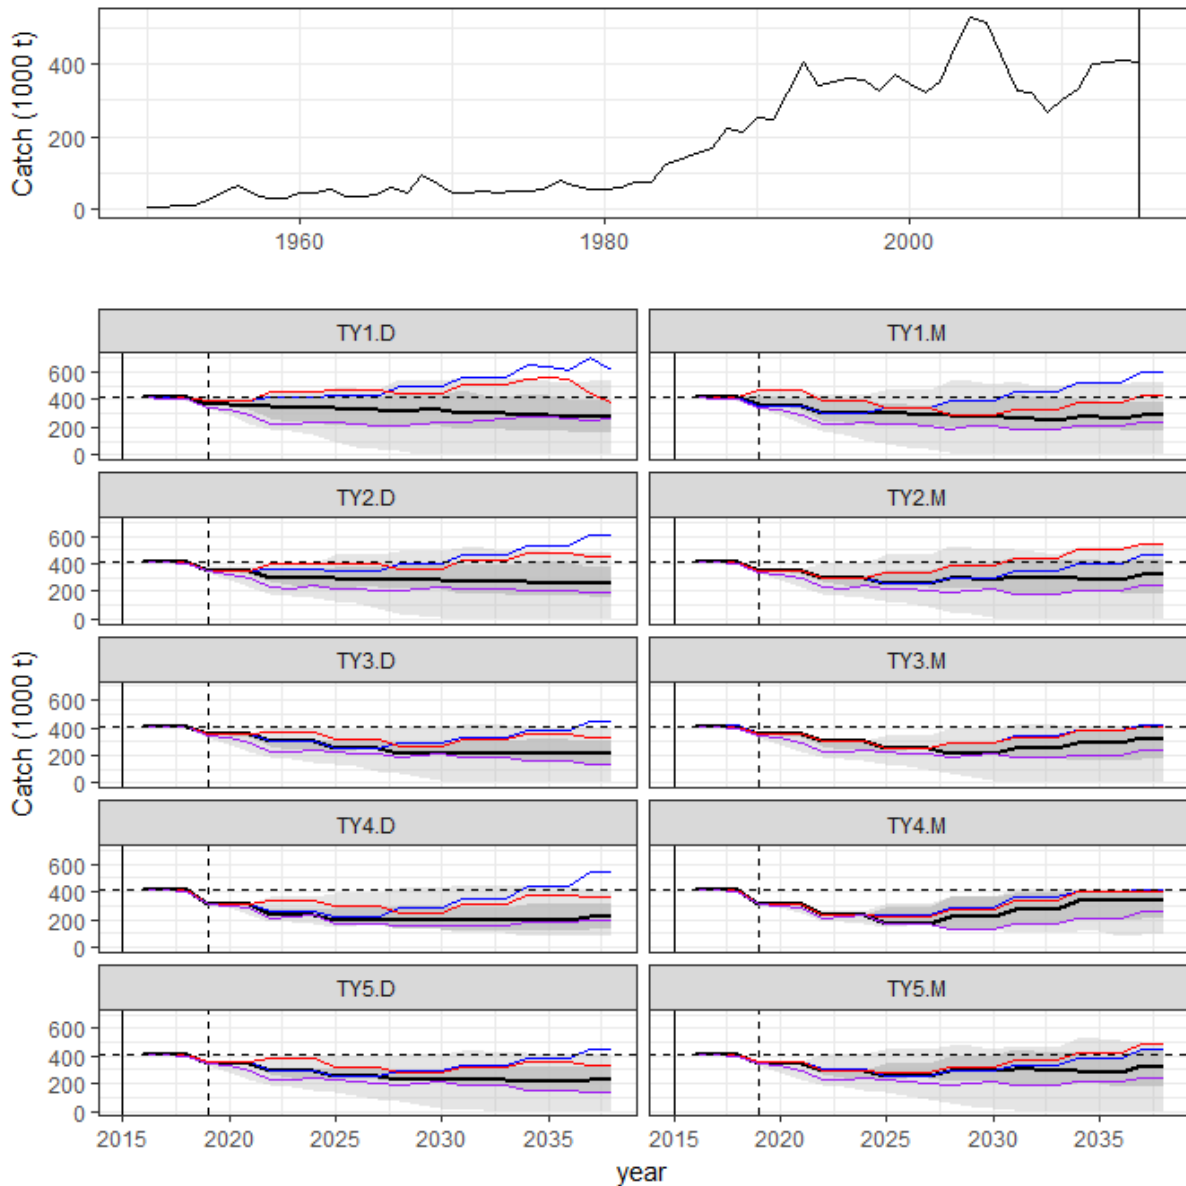 Catch (1000 t)
400
200
0
1960 1980 2000
TY1.D TY1.M
600
400
200
0
TY2.D TY2.M
600
400
200
0
TY3.D TY3.M
Catch (1000 t)
600
400
200
0
TY4.D TY4.M
600
400
200
0
TY5.D TY5.M
600
400
200
0
2015 2020 2025 2030 2035 2015 2020 2025 2030 2035
year